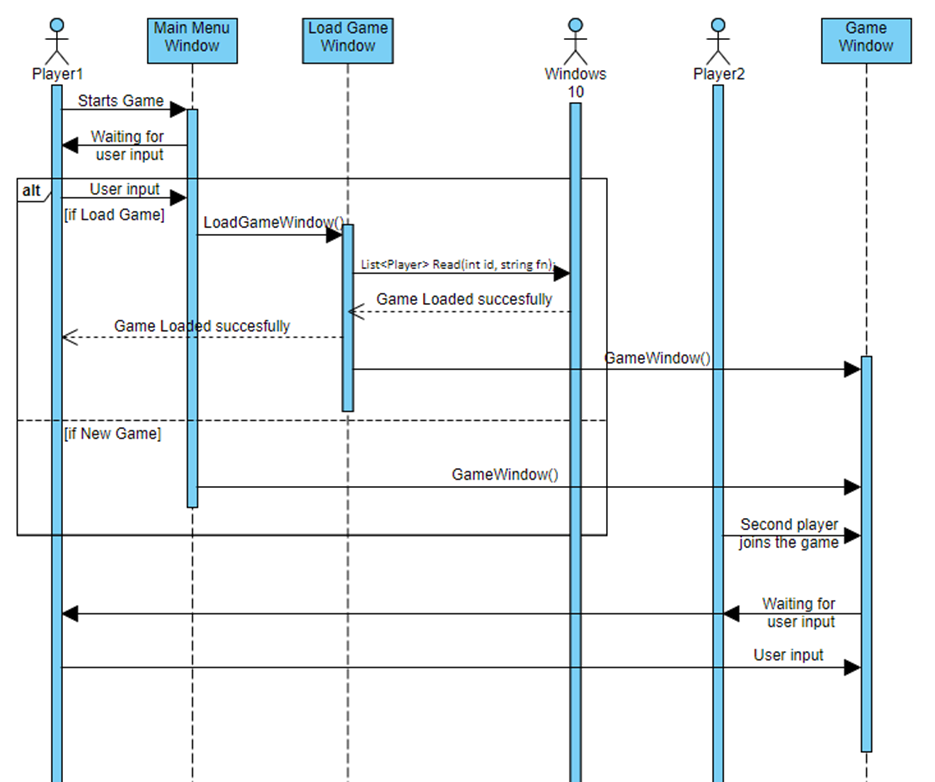 Main Menu
Window
Load Game
Window
Game
Window
Player1
Windows
10
Player2
Starts Game
Waiting for
user input
alt
User input
[if Load Game]
LoadGameWindow()
List<Player> Read(int id, string fn);
Game Loaded succesfully
Game Loaded succesfully
GameWindow()
[if New Game]
GameWindow()
Second player
joins the game
Waiting for
user input
User input